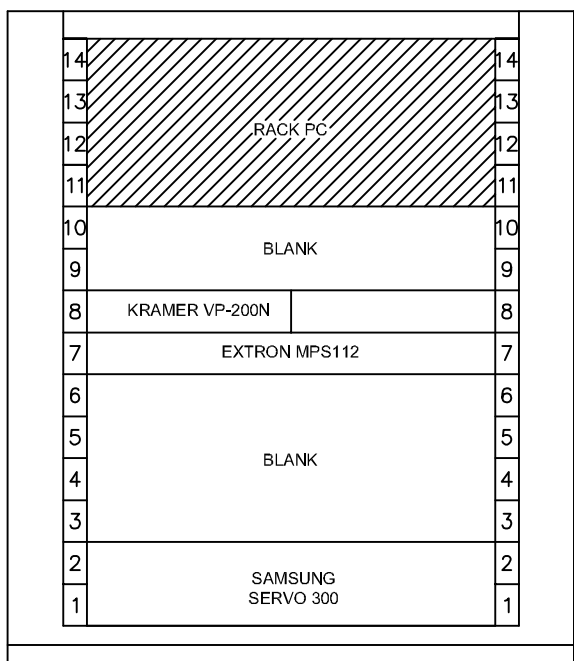 14 14
13 13
RACK PC
12 12
11 11
10 10
BLANK
9 9
8 KRAMER VP-200N 8
7 EXTRON MPS112 7
6 6
5 5
BLANK
4 4
3 3
2 2
SAMSUNG
SERVO 300
1 1